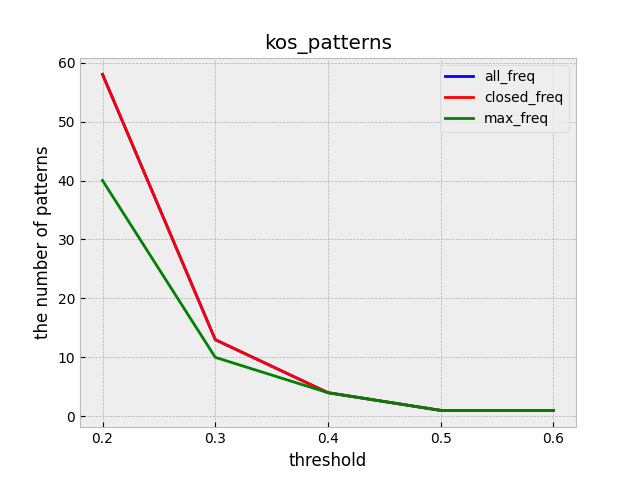 kos_patterns
all_freq
closed_freq
max_freq
the number of patterns
60
50
40
30
20
10
0
0.2 0.3 0.4 0.5 0.6
threshold